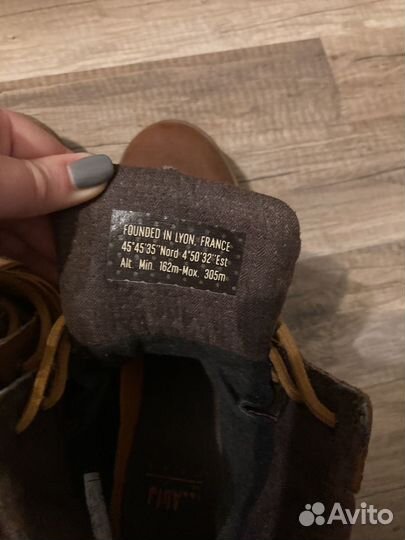 FOUNDED IN LYON, FRANCE
45°45'35"Nord 4°50'32"Est
Alt. Min. 162m-Max. 305m
Avito